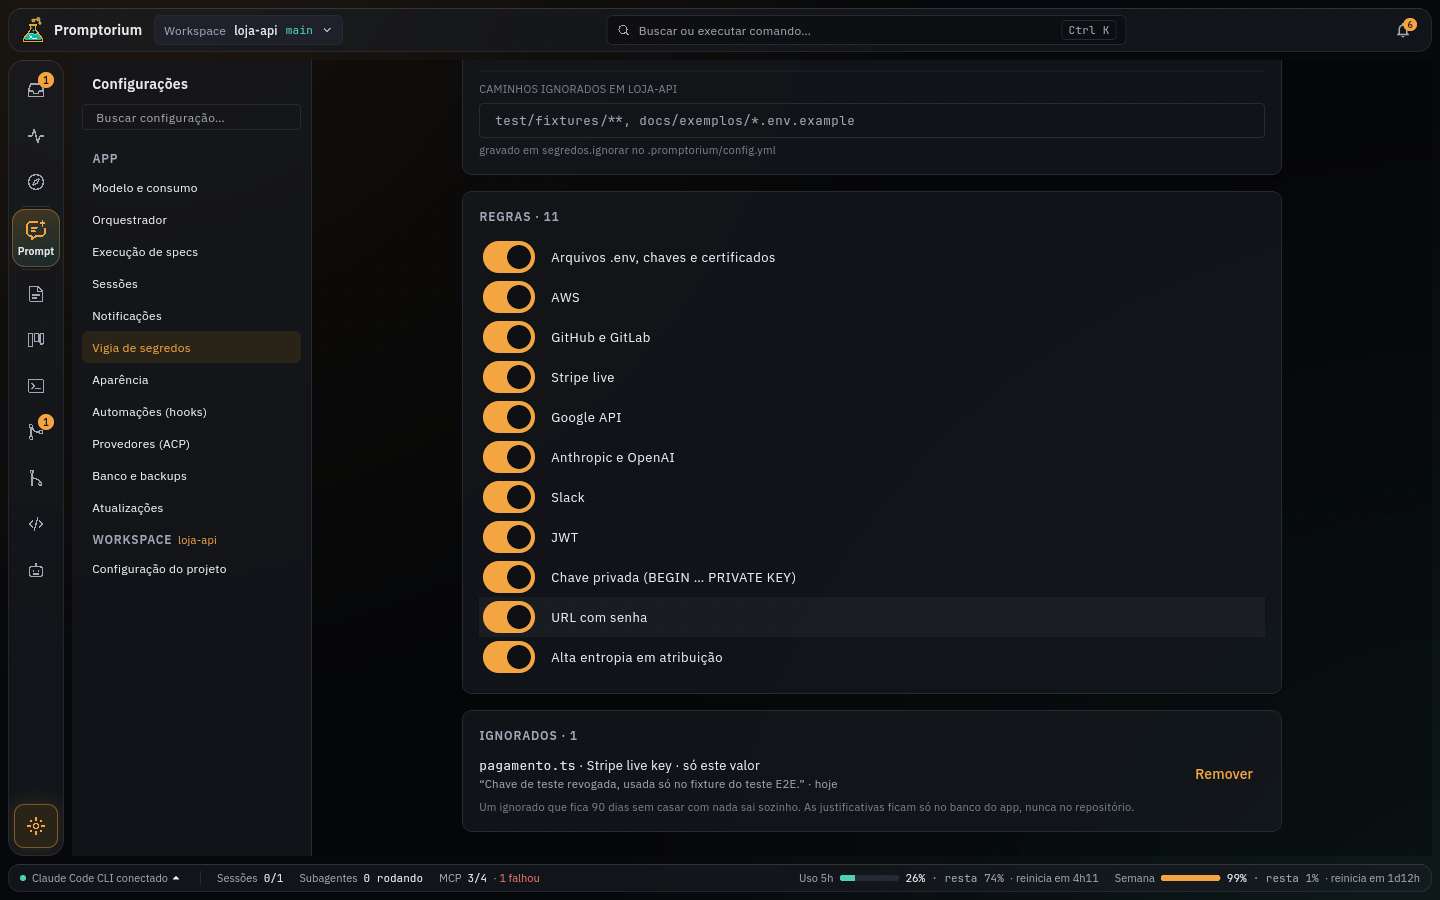 Promptorium
Workspace loja-api main
Buscar ou executar comando...
Ctrl K
6
1
Prompt
1
Configurações
Buscar configuração...
APP
Modelo e consumo
Orquestrador
Execução de specs
Sessões
Notificações
Vigia de segredos
Aparência
Automações (hooks)
Provedores (ACP)
Banco e backups
Atualizações
WORKSPACE loja-api
Configuração do projeto
CAMINHOS IGNORADOS EM LOJA-API
test/fixtures/**, docs/exemplos/*.env.example
gravado em segredos.ignorar no .promptorium/config.yml
REGRAS · 11
Arquivos .env, chaves e certificados
AWS
GitHub e GitLab
Stripe live
Google API
Anthropic e OpenAI
Slack
JWT
Chave privada (BEGIN ... PRIVATE KEY)
URL com senha
Alta entropia em atribuição
IGNORADOS · 1
pagamento.ts · Stripe live key · só este valor
“Chave de teste revogada, usada só no fixture do teste E2E.” · hoje
Remover
Um ignorado que fica 90 dias sem casar com nada sai sozinho. As justificativas ficam só no banco do app, nunca no repositório.
Claude Code CLI conectado
Sessões 0/1
Subagentes 0 rodando
MCP 3/4 · 1 falhou
Uso 5h 26% · resta 74% · reinicia em 4h11
Semana 99% · resta 1% · reinicia em 1d12h